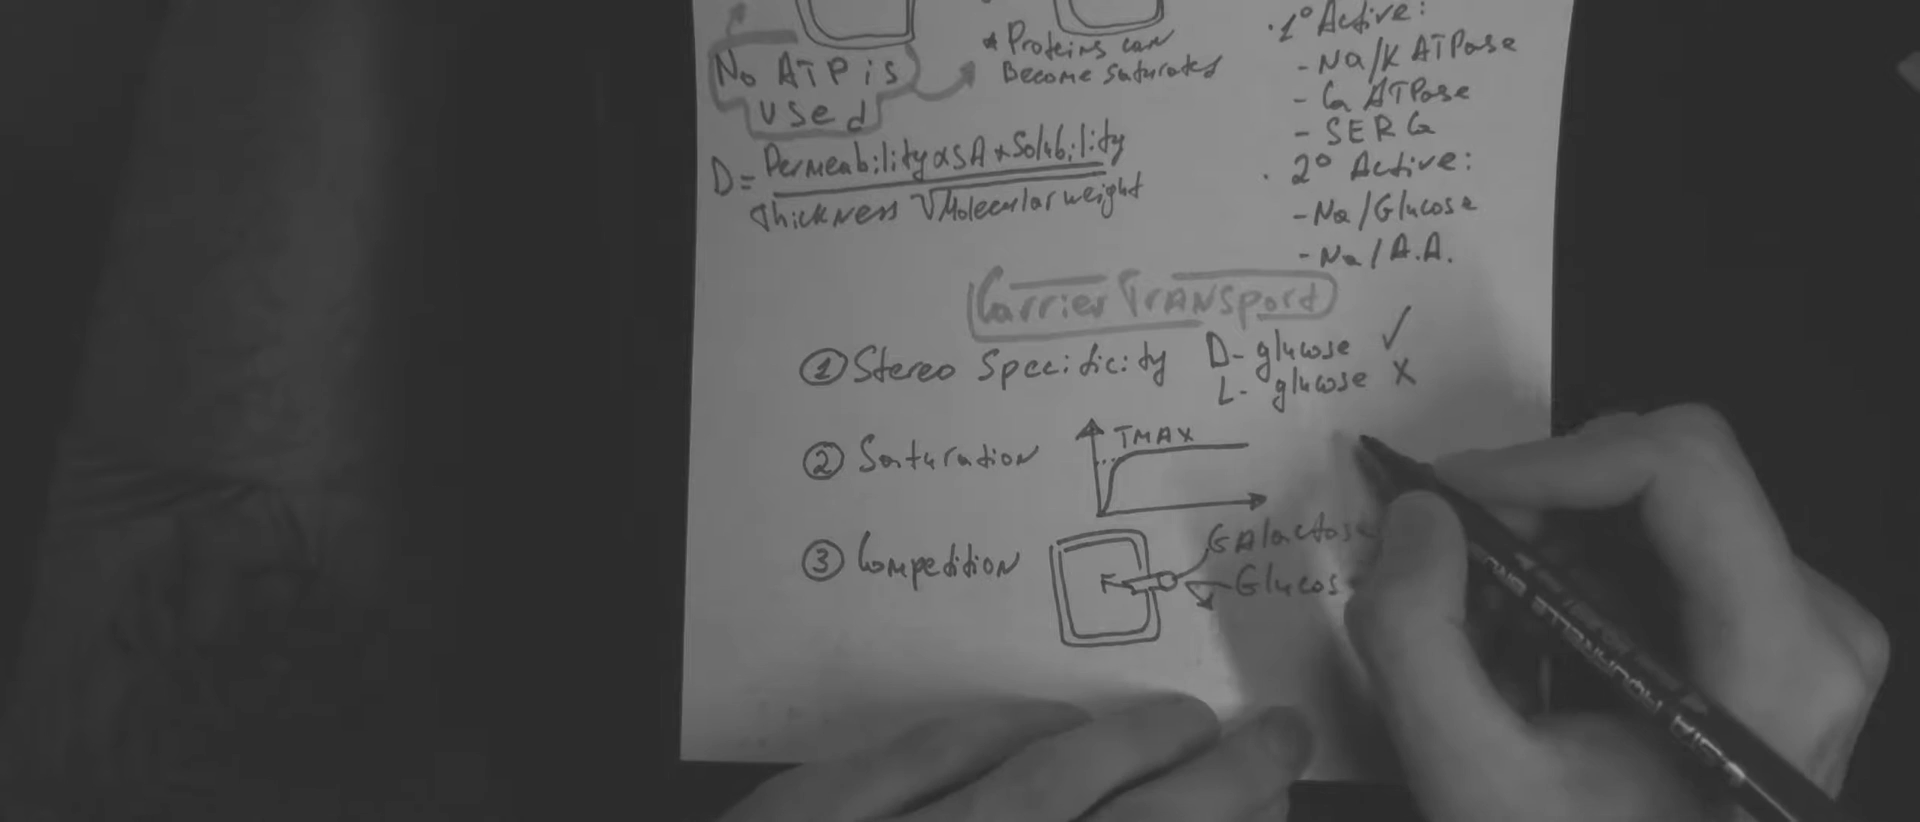 No ATP is
used
* Proteins can
Become saturated
D = Permeability x SA x Solubility
Thickness √Molecular weight
· 1° Active:
- Na/K ATPase
- Ca ATPase
- SERCa
· 2° Active:
- Na/Glucose
- Na/A.A.
Carrier Transport
① Stereo Specificity
D- glucose ✓
L- glucose X
② Saturation
TMAX
③ Competition
Galactose
Glucos